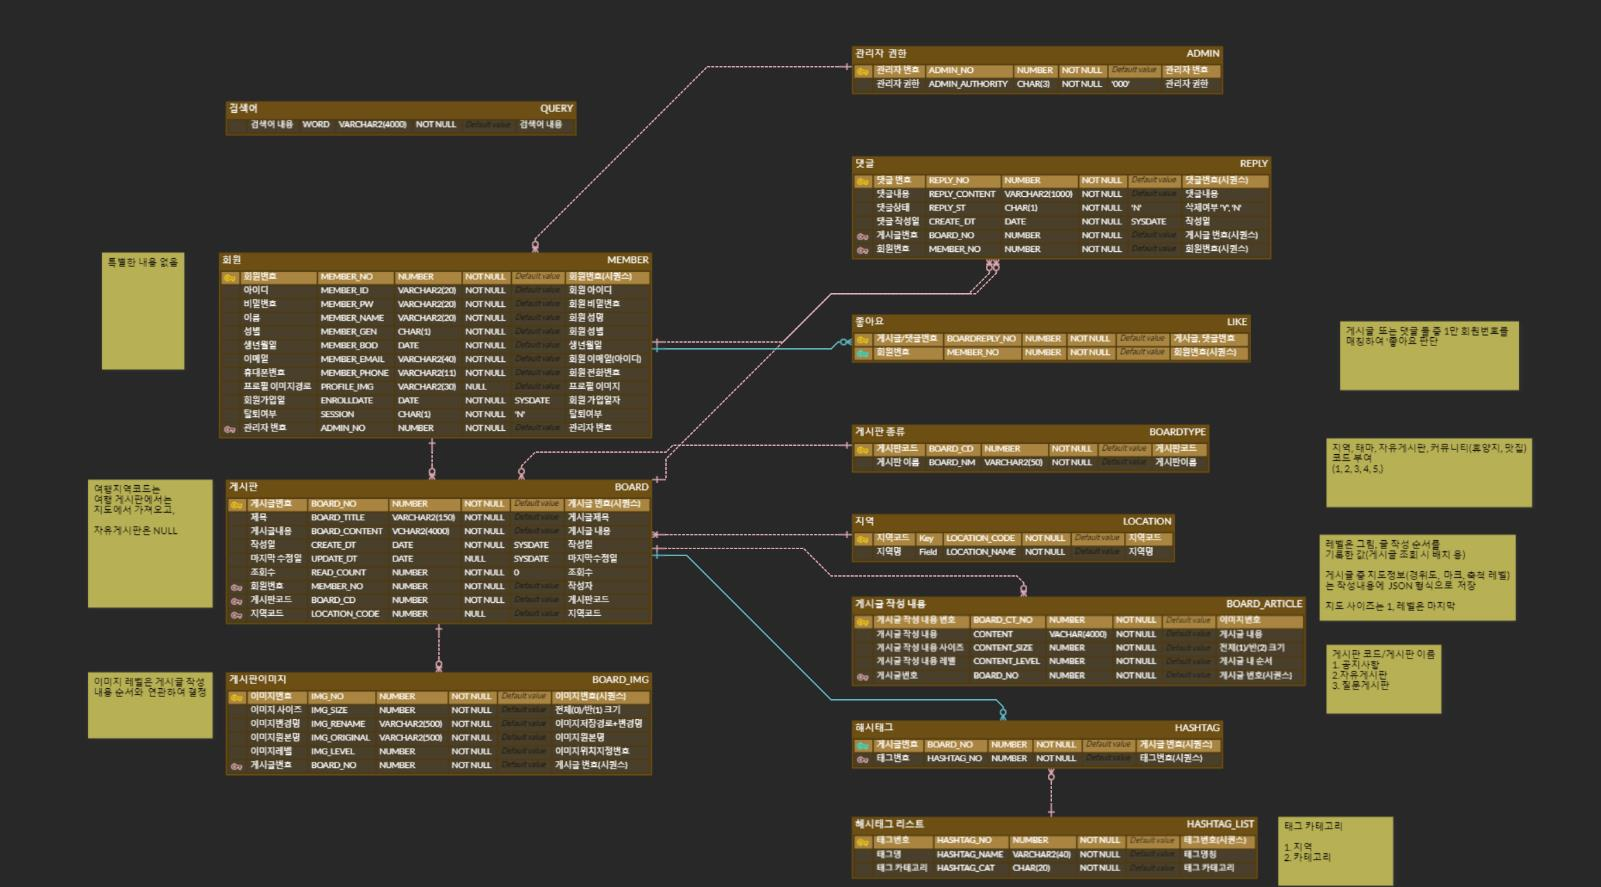 관리자 권한 ADMIN
관리자 번호 ADMIN_NO NUMBER NOT NULL Default value 관리자 번호
관리자 권한 ADMIN_AUTHORITY CHAR(3) NOT NULL '000' 관리자 권한
검색어 QUERY
검색어 내용 WORD VARCHAR2(4000) NOT NULL Default value 검색어 내용
댓글 REPLY
댓글 번호 REPLY_NO NUMBER NOT NULL Default value 댓글번호(시퀀스)
댓글내용 REPLY_CONTENT VARCHAR2(1000) NOT NULL Default value 댓글내용
댓글상태 REPLY_ST CHAR(1) NOT NULL 'N' 삭제여부 'Y', 'N'
댓글 작성일 CREATE_DT DATE NOT NULL SYSDATE 작성일
게시글번호 BOARD_NO NUMBER NOT NULL Default value 게시글 번호(시퀀스)
회원번호 MEMBER_NO NUMBER NOT NULL Default value 회원번호(시퀀스)
특별한 내용 없음
회원 MEMBER
회원번호 MEMBER_NO NUMBER NOT NULL Default value 회원번호(시퀀스)
아이디 MEMBER_ID VARCHAR2(20) NOT NULL Default value 회원 아이디
비밀번호 MEMBER_PW VARCHAR2(20) NOT NULL Default value 회원 비밀번호
이름 MEMBER_NAME VARCHAR2(20) NOT NULL Default value 회원 성명
성별 MEMBER_GEN CHAR(1) NOT NULL Default value 회원 성별
생년월일 MEMBER_BOD DATE NOT NULL Default value 생년월일
이메일 MEMBER_EMAIL VARCHAR2(40) NOT NULL Default value 회원 이메일(아이디)
휴대폰번호 MEMBER_PHONE VARCHAR2(11) NOT NULL Default value 회원 전화번호
프로필 이미지경로 PROFILE_IMG VARCHAR2(30) NULL Default value 프로필 이미지
회원가입일 ENROLLDATE DATE NOT NULL SYSDATE 회원 가입일자
탈퇴여부 SESSION CHAR(1) NOT NULL 'N' 탈퇴여부
관리자 번호 ADMIN_NO NUMBER NOT NULL Default value 관리자 번호
좋아요 LIKE
게시글/댓글번호 BOARDREPLY_NO NUMBER NOT NULL Default value 게시글, 댓글번호
회원번호 MEMBER_NO NUMBER NOT NULL Default value 회원번호(시퀀스)
게시글 또는 댓글 둘 중 1만 회원번호를
매칭하여 '좋아요 판단
게시판 종류 BOARDTYPE
게시판코드 BOARD_CD NUMBER NOT NULL Default value 게시판코드
게시판 이름 BOARD_NM VARCHAR2(50) NOT NULL Default value 게시판이름
지역, 태마, 자유게시판, 커뮤니티(휴양지, 맛집)
코드 부여
(1, 2, 3, 4, 5,)
여행지역코드는
여행 게시판에서는
지도에서 가져오고,
자유게시판은 NULL
게시판 BOARD
게시글번호 BOARD_NO NUMBER NOT NULL Default value 게시글 번호(시퀀스)
제목 BOARD_TITLE VARCHAR2(150) NOT NULL Default value 게시글제목
게시글내용 BOARD_CONTENT VCHAR2(4000) NOT NULL Default value 게시글 내용
작성일 CREATE_DT DATE NOT NULL SYSDATE 작성일
마지막 수정일 UPDATE_DT DATE NULL SYSDATE 마지막수정일
조회수 READ_COUNT NUMBER NOT NULL 0 조회수
회원번호 MEMBER_NO NUMBER NOT NULL Default value 작성자
게시판코드 BOARD_CD NUMBER NOT NULL Default value 게시판코드
지역코드 LOCATION_CODE NUMBER NULL Default value 지역코드
지역 LOCATION
지역코드 Key LOCATION_CODE NOT NULL Default value 지역코드
지역명 Field LOCATION_NAME NOT NULL Default value 지역명
레벨은 그림, 글 작성 순서를
기록한 값(게시글 조회 시 배치 용)
게시글 중 지도정보(경위도, 마크, 축척 레벨)
는 작성내용에 JSON 형식으로 저장
지도 사이즈는 1, 레벨은 마지막
게시글 작성 내용 BOARD_ARTICLE
게시글 작성 내용 번호 BOARD_CT_NO NUMBER NOT NULL Default value 이미지번호
게시글 작성 내용 CONTENT VACHAR(4000) NOT NULL Default value 게시글 내용
게시글 작성 내용 사이즈 CONTENT_SIZE NUMBER NOT NULL Default value 전체(1)/반(2) 크기
게시글 작성 내용 레벨 CONTENT_LEVEL NUMBER NOT NULL Default value 게시글 내 순서
게시글번호 BOARD_NO NUMBER NOT NULL Default value 게시글 번호(시퀀스)
게시판 코드/게시판 이름
1. 공지사항
2.자유게시판
3. 질문게시판
이미지 레벨은 게시글 작성
내용 순서와 연관하여 결정
게시판이미지 BOARD_IMG
이미지번호 IMG_NO NUMBER NOT NULL Default value 이미지번호(시퀀스)
이미지 사이즈 IMG_SIZE NUMBER NOT NULL Default value 전체(0)/반(1) 크기
이미지변경명 IMG_RENAME VARCHAR2(500) NOT NULL Default value 이미지저장경로+변경명
이미지원본명 IMG_ORIGINAL VARCHAR2(500) NOT NULL Default value 이미지원본명
이미지레벨 IMG_LEVEL NUMBER NOT NULL Default value 이미지위치지정번호
게시글번호 BOARD_NO NUMBER NOT NULL Default value 게시글 번호(시퀀스)
해시태그 HASHTAG
게시글번호 BOARD_NO NUMBER NOT NULL Default value 게시글 번호(시퀀스)
태그번호 HASHTAG_NO NUMBER NOT NULL Default value 태그번호(시퀀스)
해시태그 리스트 HASHTAG_LIST
태그번호 HASHTAG_NO NUMBER NOT NULL Default value 태그번호(시퀀스)
태그명 HASHTAG_NAME VARCHAR2(40) NOT NULL Default value 태그명칭
태그 카테고리 HASHTAG_CAT CHAR(20) NOT NULL Default value 태그 카테고리
태그 카테고리
1. 지역
2. 카테고리